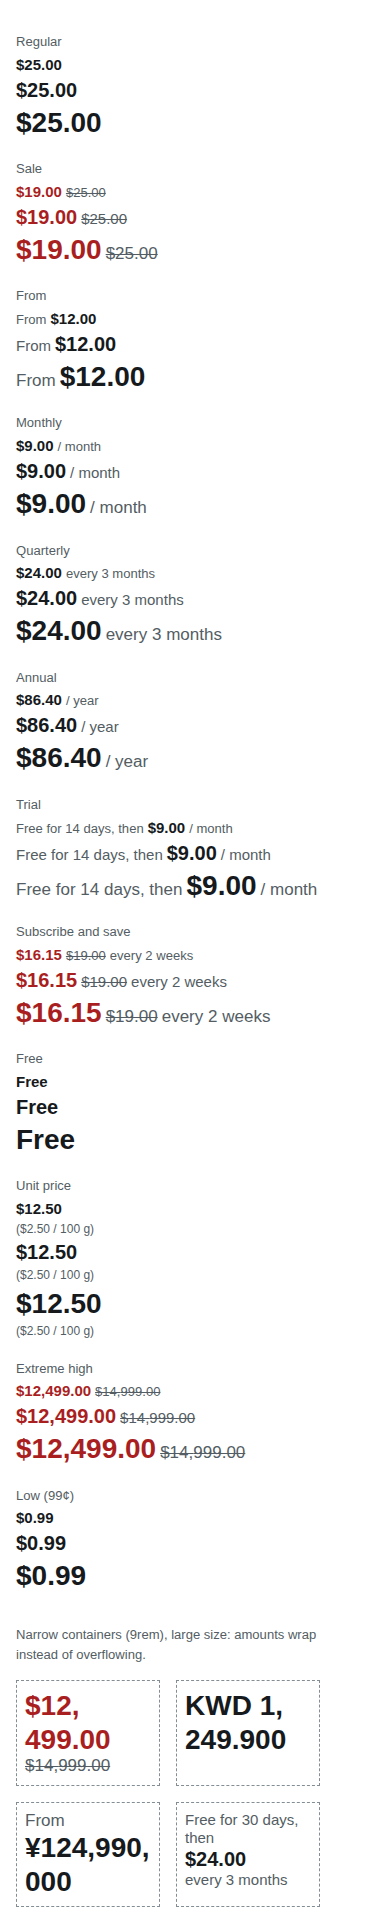 Regular
$25.00
$25.00
$25.00
Sale
$19.00 $25.00
$19.00 $25.00
$19.00 $25.00
From
From $12.00
From $12.00
From $12.00
Monthly
$9.00 / month
$9.00 / month
$9.00 / month
Quarterly
$24.00 every 3 months
$24.00 every 3 months
$24.00 every 3 months
Annual
$86.40 / year
$86.40 / year
$86.40 / year
Trial
Free for 14 days, then $9.00 / month
Free for 14 days, then $9.00 / month
Free for 14 days, then $9.00 / month
Subscribe and save
$16.15 $19.00 every 2 weeks
$16.15 $19.00 every 2 weeks
$16.15 $19.00 every 2 weeks
Free
Free
Free
Free
Unit price
$12.50
($2.50 / 100 g)
$12.50
($2.50 / 100 g)
$12.50
($2.50 / 100 g)
Extreme high
$12,499.00 $14,999.00
$12,499.00 $14,999.00
$12,499.00 $14,999.00
Low (99¢)
$0.99
$0.99
$0.99
Narrow containers (9rem), large size: amounts wrap
instead of overflowing.
$12,
499.00
$14,999.00
KWD 1,
249.900
From
¥124,990,
000
Free for 30 days,
then
$24.00
every 3 months